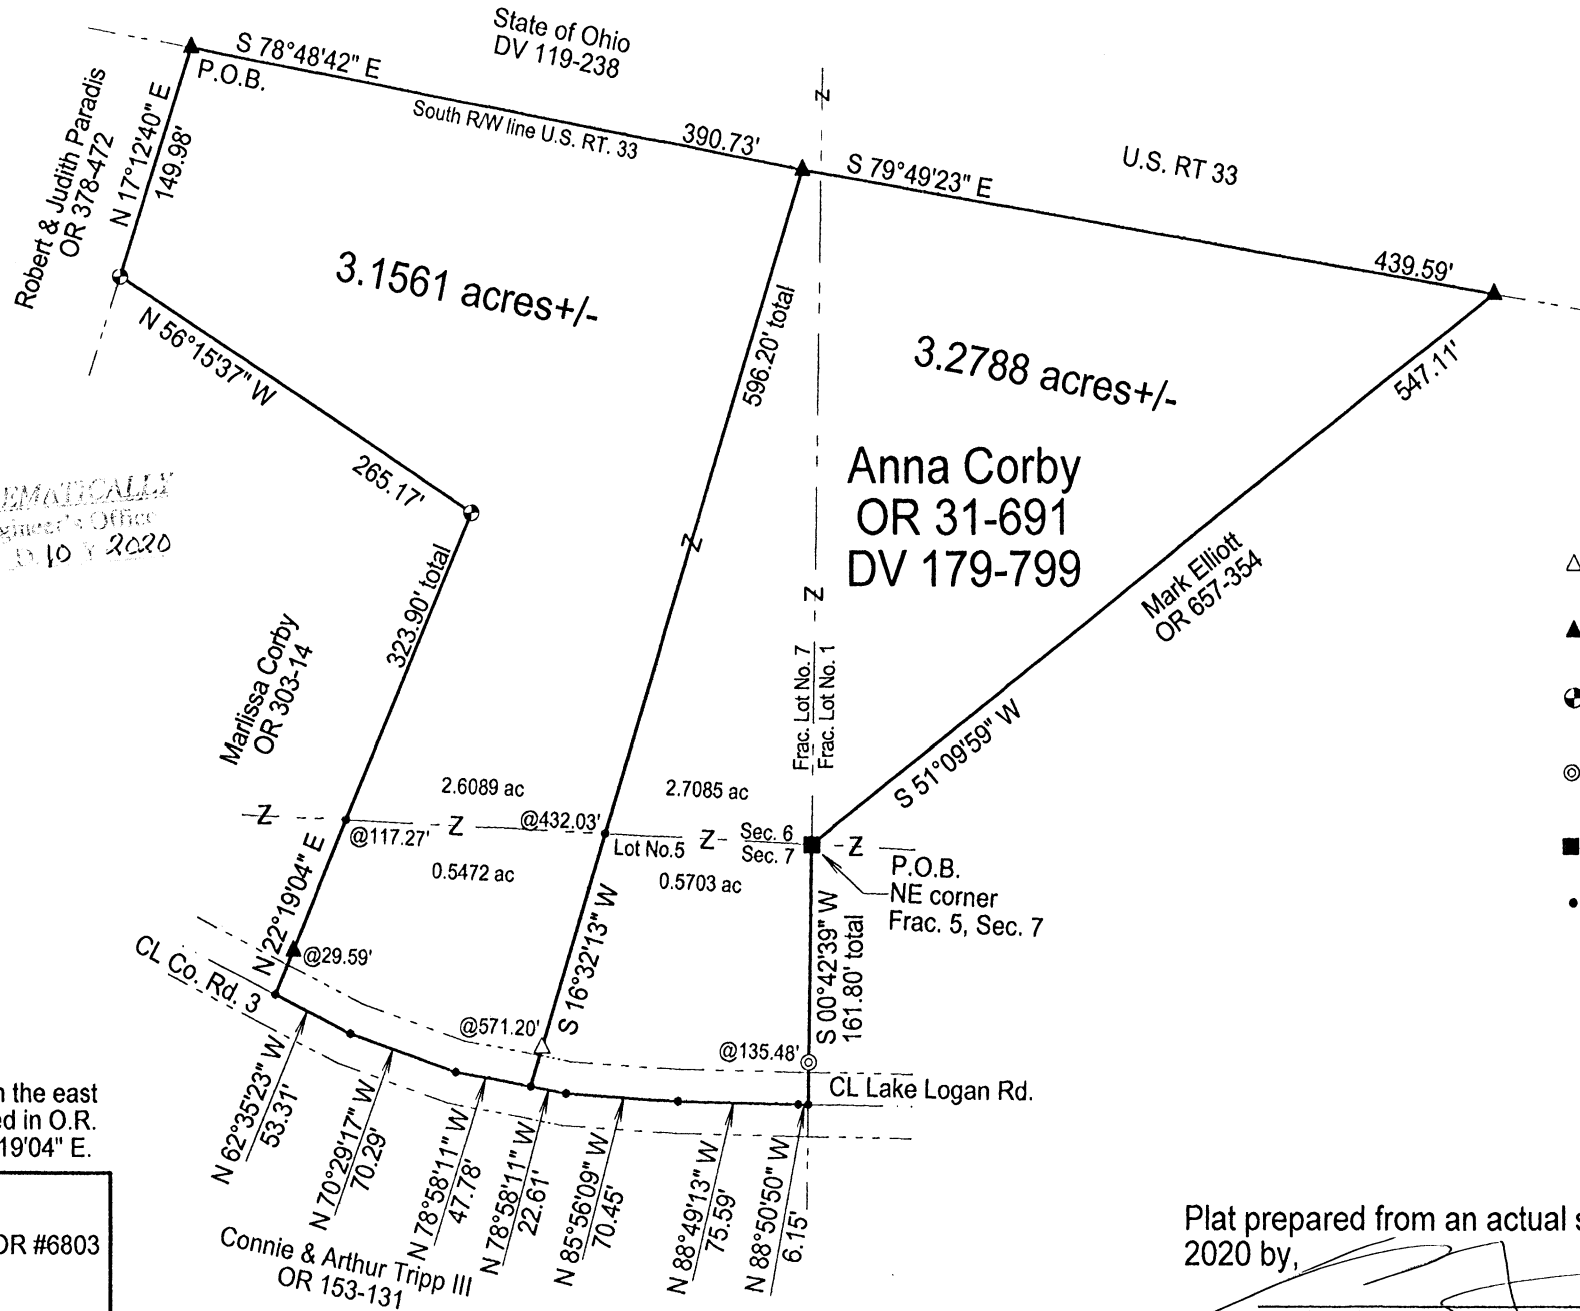 State of Ohio
DV 119-238
S 78°48'42" E
P.O.B.
South R/W line U.S. RT. 33
390.73'
Z
S 79°49'23" E
U.S. RT 33
439.59'
N 17°12'40" E
149.98'
Robert & Judith Paradis
OR 378-472
3.1561 acres+/-
596.20' total
3.2788 acres+/-
547.11'
N 56°15'37" W
265.17'
Anna Corby
OR 31-691
DV 179-799
EMATICALLY
gineer's Office
10 2020
Z
Z
Mark Elliott
OR 657-354
323.90' total
Marlissa Corby
OR 303-14
Frac. Lot No. 7
Frac. Lot No. 1
S 51°09'59" W
2.6089 ac
2.7085 ac
Z
@117.27'
Z
@432.03'
Lot No.5
Z
Sec. 6
Sec. 7
Z
P.O.B.
NE corner
Frac. 5, Sec. 7
0.5472 ac
0.5703 ac
N 22°19'04" E
S 16°32'13" W
S 00°42'39" W
161.80' total
@29.59'
CL Co. Rd. 3
@571.20'
@135.48'
CL Lake Logan Rd.
n the east
ed in O.R.
19'04" E.
N 62°35'23" W
53.31'
N 70°29'17" W
70.29'
N 78°58'11" W
47.78'
N 78°58'11" W
22.61'
N 85°56'09" W
70.45'
N 88°49'13" W
75.59'
N 88°50'50" W
6.15'
OR #6803
Connie & Arthur Tripp III
OR 153-131
Plat prepared from an actual s
2020 by,